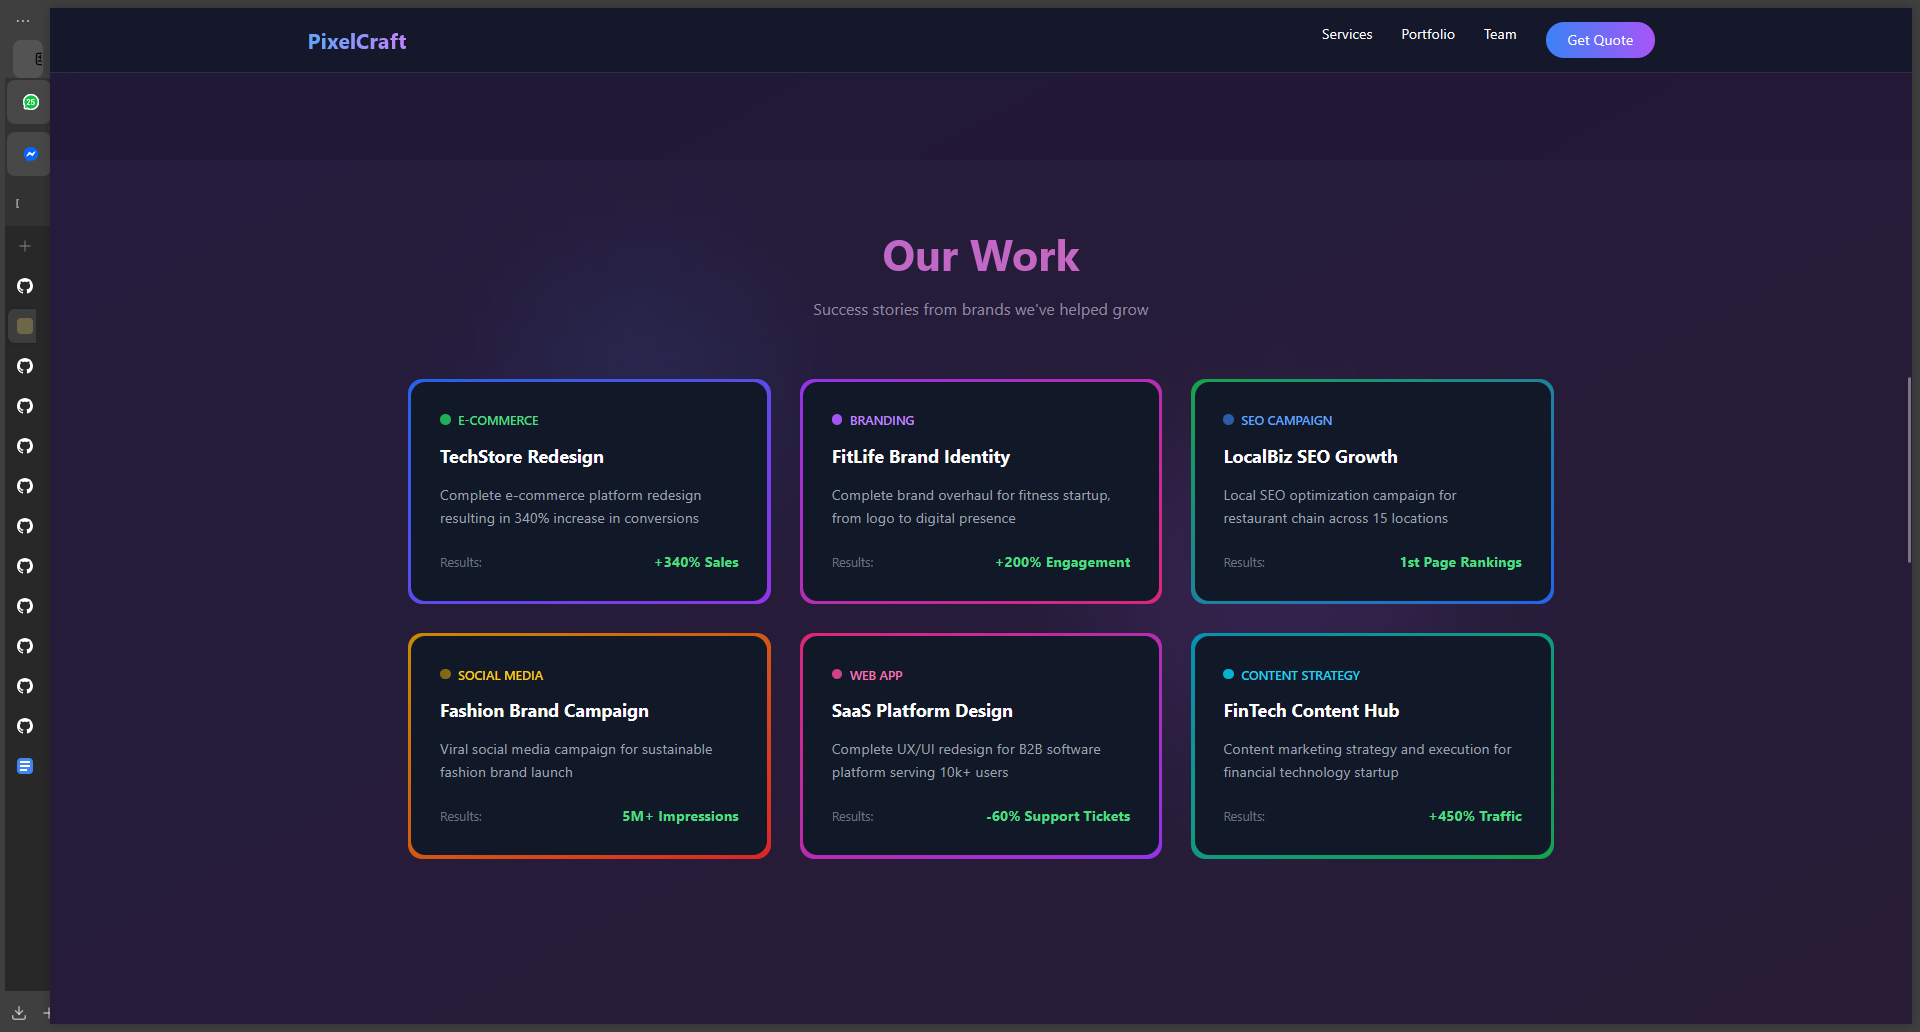 PixelCraft
Services
Portfolio
Team
Get Quote
25
Our Work
Success stories from brands we've helped grow
E-COMMERCE
TechStore Redesign
Complete e-commerce platform redesign
resulting in 340% increase in conversions
Results:
+340% Sales
BRANDING
FitLife Brand Identity
Complete brand overhaul for fitness startup,
from logo to digital presence
Results:
+200% Engagement
SEO CAMPAIGN
LocalBiz SEO Growth
Local SEO optimization campaign for
restaurant chain across 15 locations
Results:
1st Page Rankings
SOCIAL MEDIA
Fashion Brand Campaign
Viral social media campaign for sustainable
fashion brand launch
Results:
5M+ Impressions
WEB APP
SaaS Platform Design
Complete UX/UI redesign for B2B software
platform serving 10k+ users
Results:
-60% Support Tickets
CONTENT STRATEGY
FinTech Content Hub
Content marketing strategy and execution for
financial technology startup
Results:
+450% Traffic